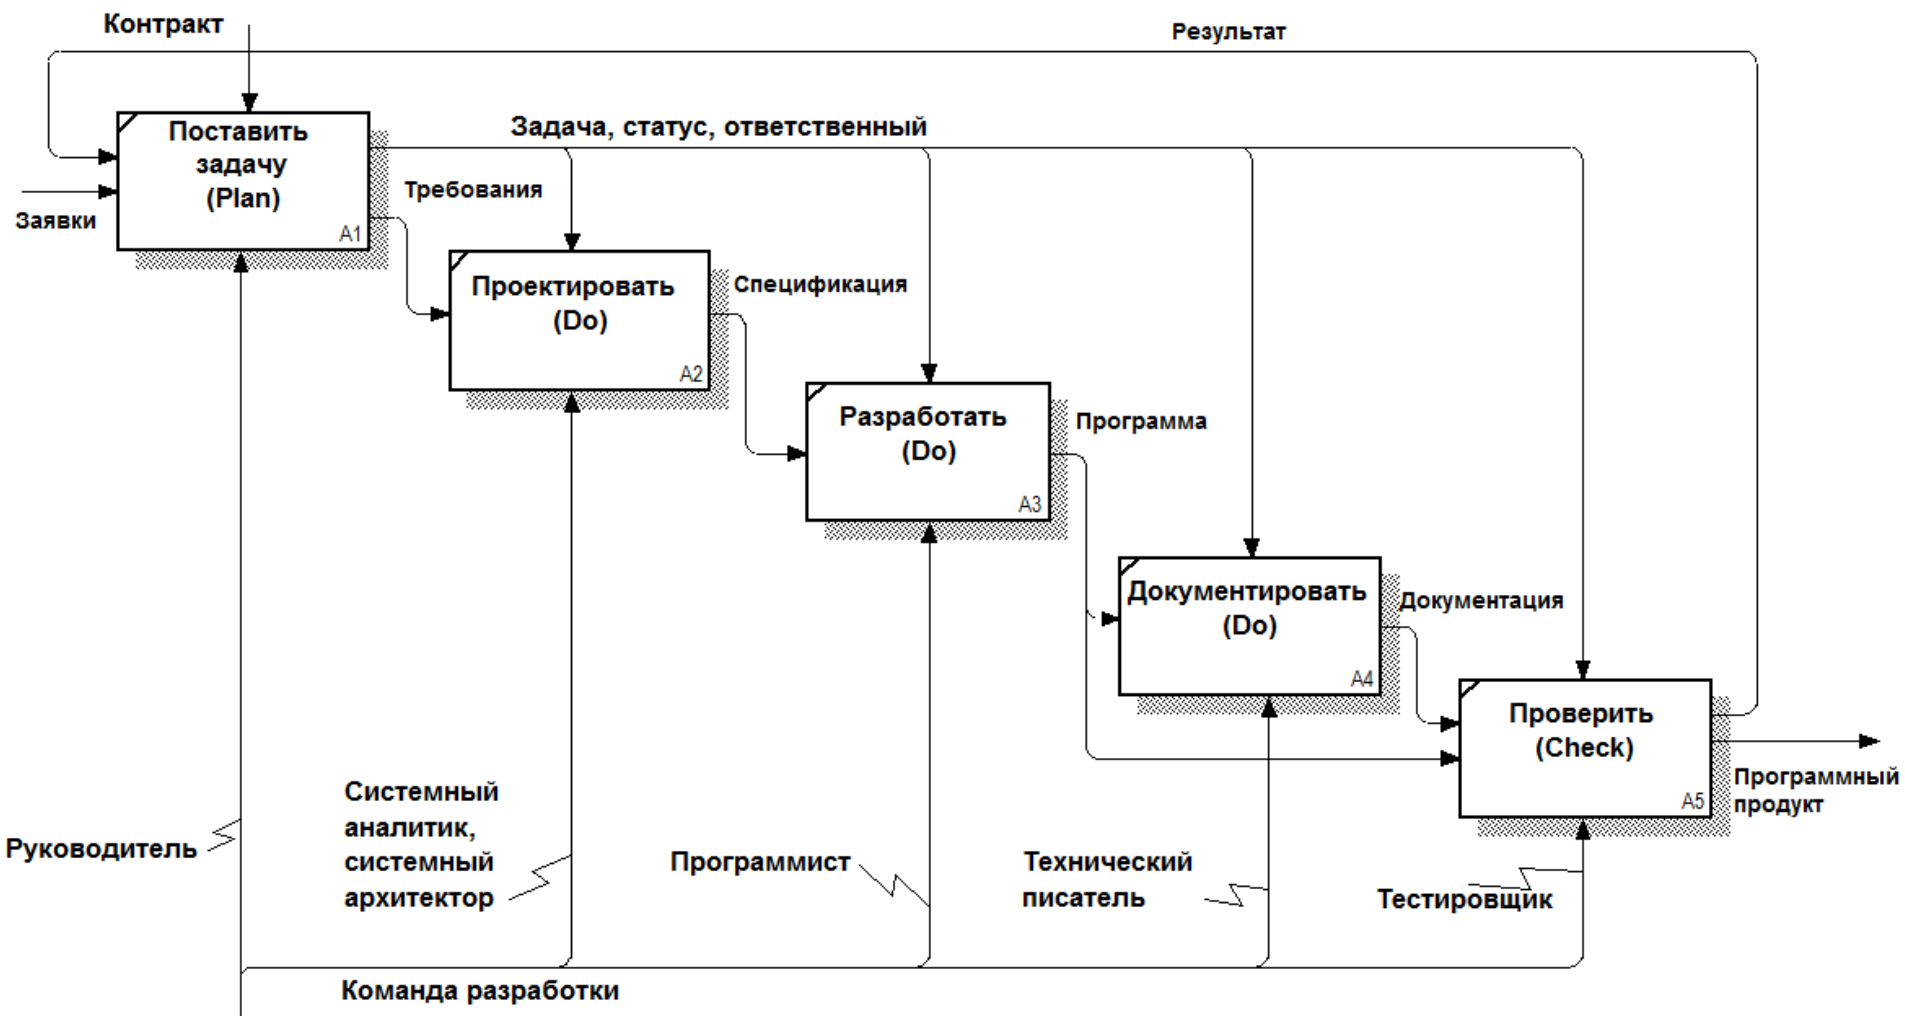 Контракт
Результат
Поставить
задачу
(Plan)
A1
Задача, статус, ответственный
Требования
Заявки
Проектировать
(Do)
A2
Спецификация
Разработать
(Do)
A3
Программа
Документировать
(Do)
A4
Документация
Проверить
(Check)
A5
Программный
продукт
Руководитель
Системный
аналитик,
системный
архитектор
Программист
Технический
писатель
Тестировщик
Команда разработки